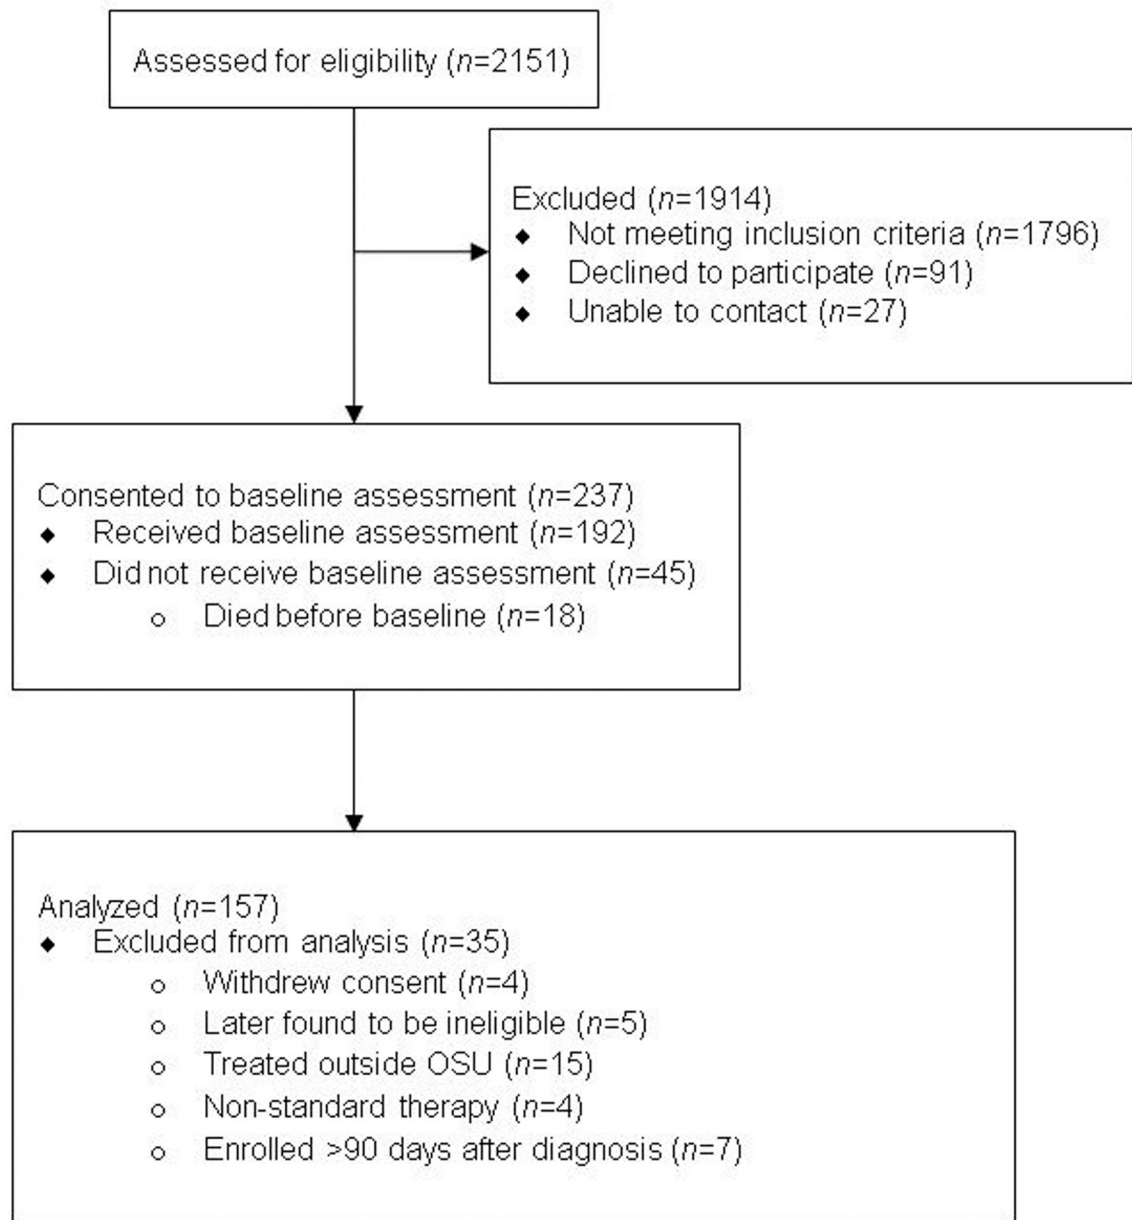 Assessed for eligibility (n=2151)
Excluded (n=1914)
◆ Not meeting inclusion criteria (n=1796)
◆ Declined to participate (n=91)
◆ Unable to contact (n=27)
Consented to baseline assessment (n=237)
◆ Received baseline assessment (n=192)
◆ Did not receive baseline assessment (n=45)
o Died before baseline (n=18)
Analyzed (n=157)
◆ Excluded from analysis (n=35)
o Withdrew consent (n=4)
o Later found to be ineligible (n=5)
o Treated outside OSU (n=15)
o Non-standard therapy (n=4)
o Enrolled >90 days after diagnosis (n=7)